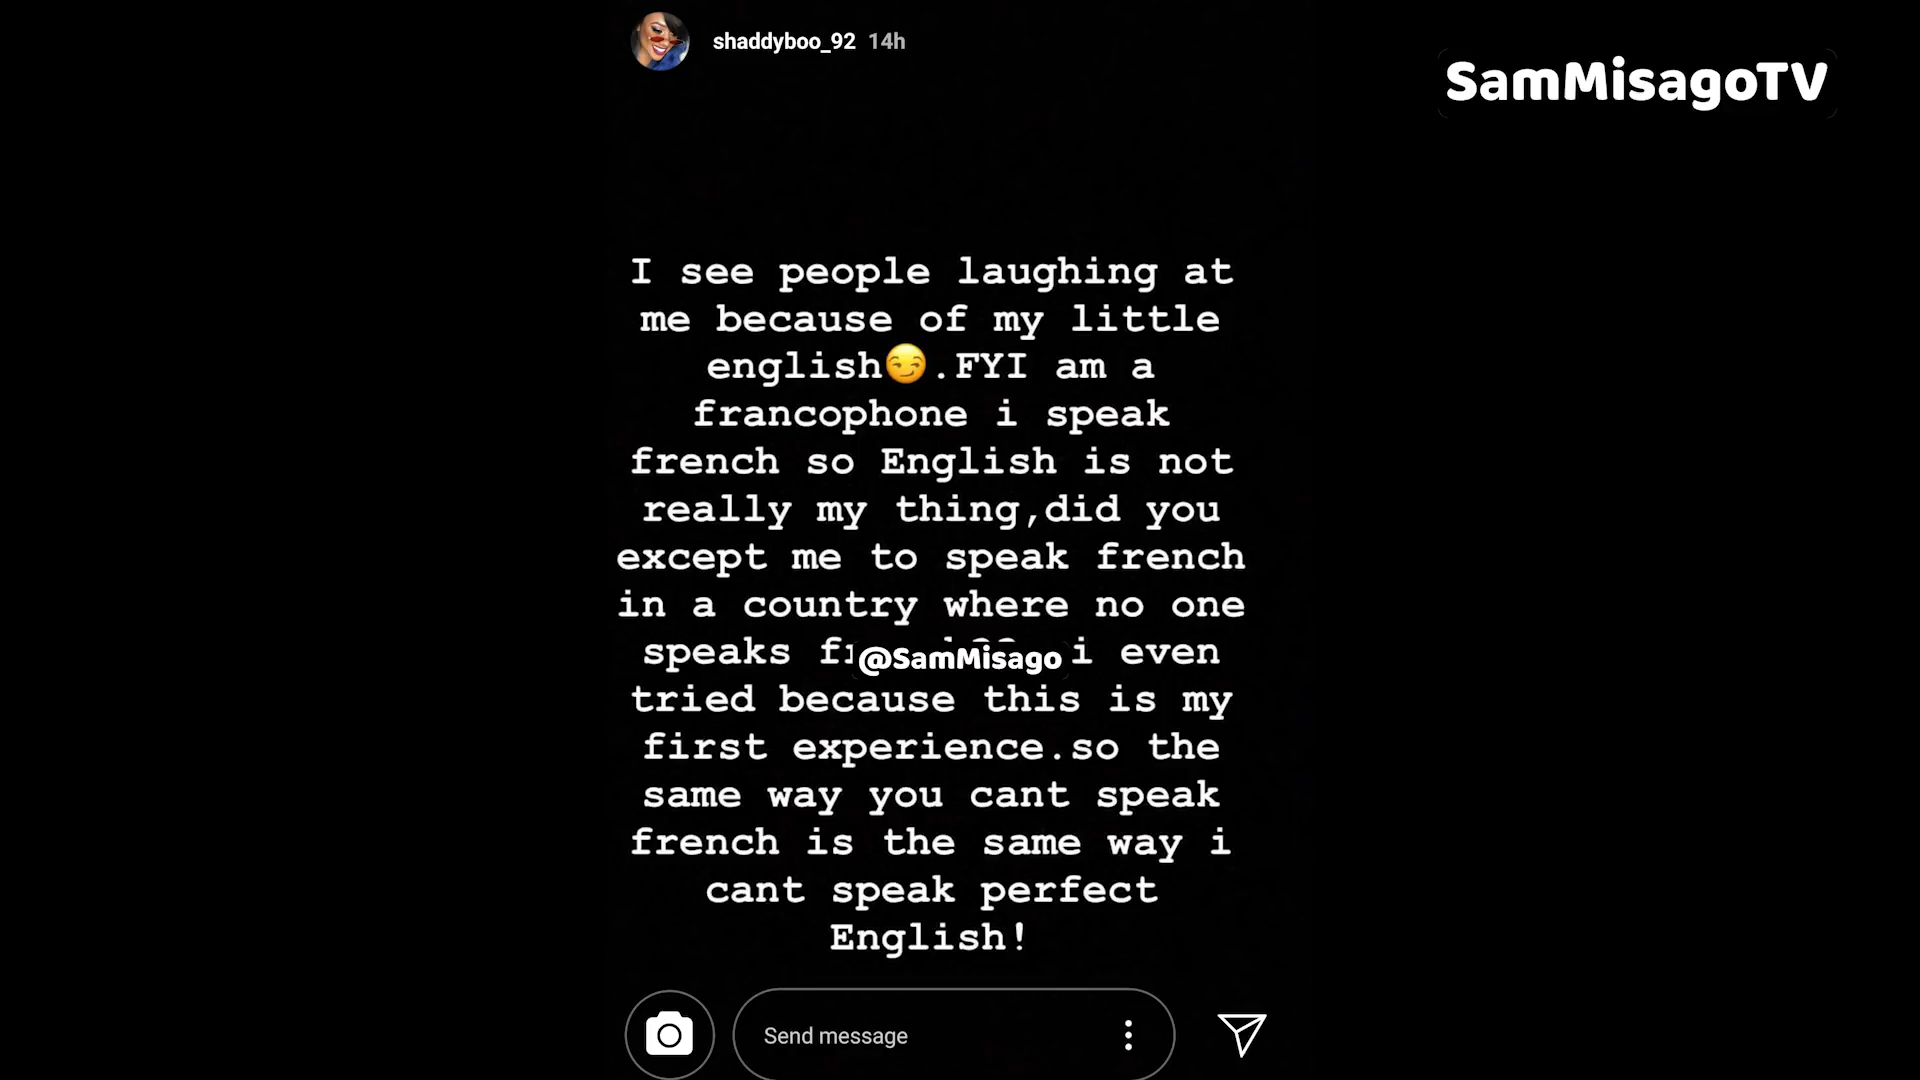 shaddyboo_92 14h
SamMisagoTV
I see people laughing at
me because of my little
english😏.FYI am a
francophone i speak
french so English is not
really my thing,did you
except me to speak french
in a country where no one
speaks i even
@SamMisago
tried because this is my
first experience.so the
same way you cant speak
french is the same way i
cant speak perfect
English!
Send message